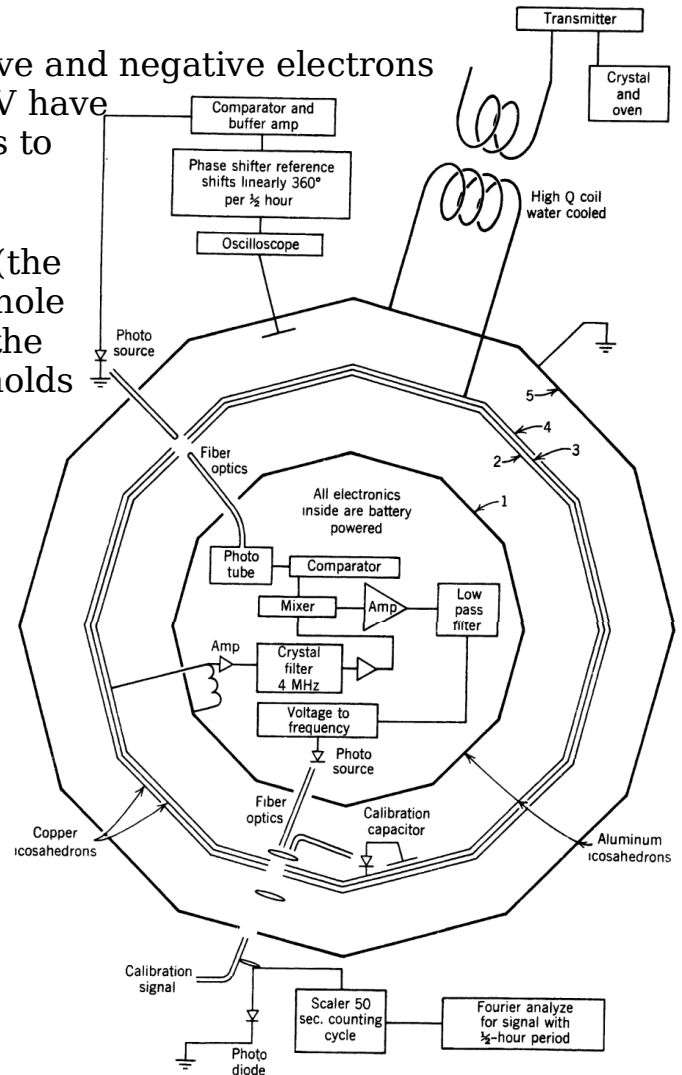 Transmitter
Crystal
and
oven
ve and negative electrons
V have
s to
(the
hole
the
holds
Comparator and
buffer amp
Phase shifter reference
shifts linearly 360°
per ½ hour
Oscilloscope
High Q coil
water cooled
Photo
source
Fiber
optics
5
4
3
2
1
All electronics
inside are battery
powered
Photo
tube
Comparator
Mixer
Amp
Low
pass
filter
Amp
Crystal
filter
4 MHz
Voltage to
frequency
Photo
source
Fiber
optics
Calibration
capacitor
Copper
icosahedrons
Aluminum
icosahedrons
Calibration
signal
Photo
diode
Scaler 50
sec. counting
cycle
Fourier analyze
for signal with
½-hour period